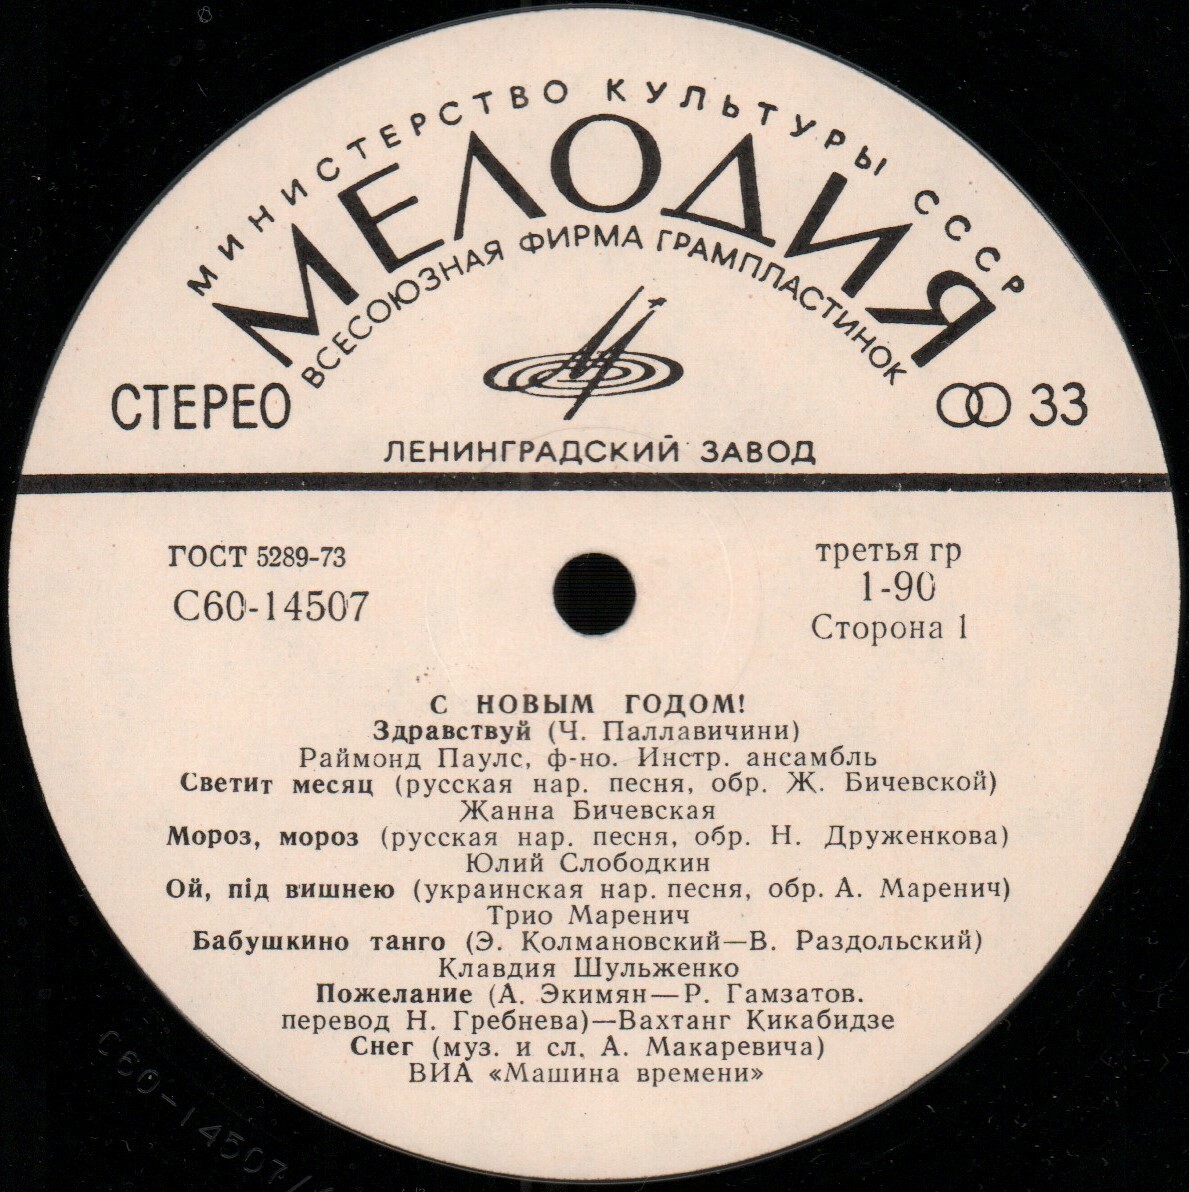 МИНИСТЕРСТВО КУЛЬТУРЫ СССР
МЕЛОДИЯ
ВСЕСОЮЗНАЯ ФИРМА ГРАМПЛАСТИНОК
СТЕРЕО
33
ЛЕНИНГРАДСКИЙ ЗАВОД
ГОСТ 5289-73
С60-14507
третья гр
1-90
Сторона 1
С НОВЫМ ГОДОМ!
Здравствуй (Ч. Паллавичини)
Раймонд Паулс, ф-но. Инстр. ансамбль
Светит месяц (русская нар. песня, обр. Ж. Бичевской)
Жанна Бичевская
Мороз, мороз (русская нар. песня, обр. Н. Друженкова)
Юлий Слободкин
Ой, під вишнею (украинская нар. песня, обр. А. Маренич)
Трио Маренич
Бабушкино танго (Э. Колмановский—В. Раздольский)
Клавдия Шульженко
Пожелание (А. Экимян—Р. Гамзатов.
перевод Н. Гребнева)—Вахтанг Кикабидзе
Снег (муз. и сл. А. Макаревича)
ВИА «Машина времени»
С60-14507/